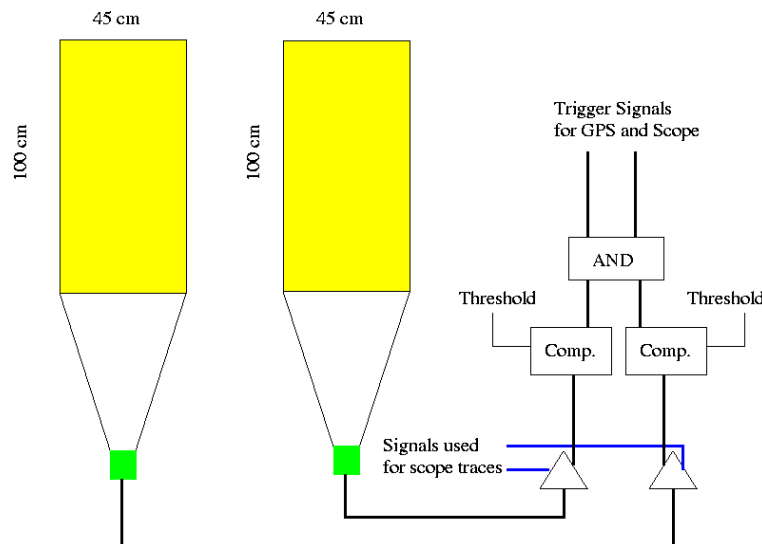 45 cm
45 cm
100 cm
100 cm
Trigger Signals
for GPS and Scope
AND
Threshold
Threshold
Comp.
Comp.
Signals used
for scope traces